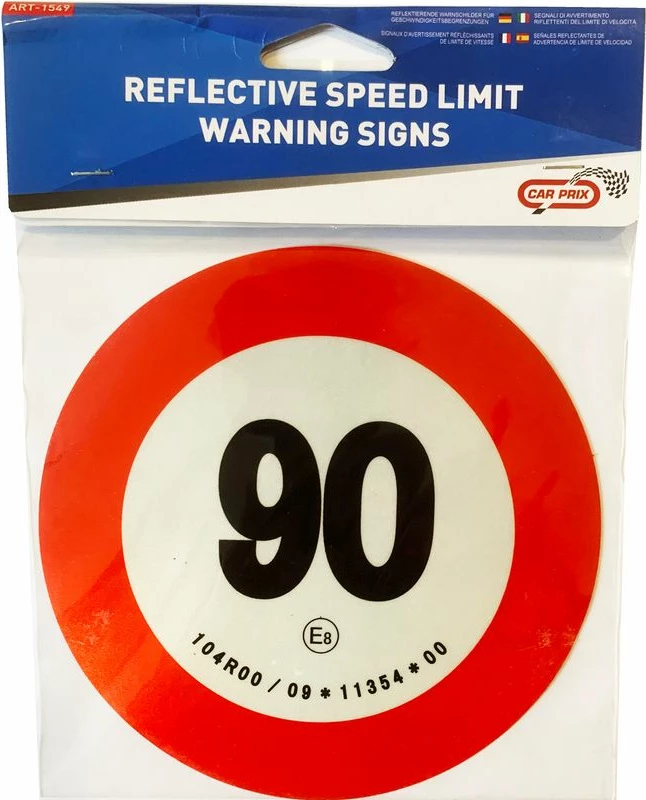 ART-1549
REFLEKTIERENDE WARNSCHILDER FÜR
GESCHWINDIGKEITSBEGRENZUNGEN
SEGNALI DI AVVERTIMENTO
RIFLETTENTI DEL LIMITE DI VELOCITA
SIGNAUX D'AVERTISSEMENT RÉFLÉCHISSANTS
DE LIMITE DE VITESSE
SEÑALES REFLECTANTES DE
ADVERTENCIA DE LÍMITE DE VELOCIDAD
REFLECTIVE SPEED LIMIT
WARNING SIGNS
CAR PRIX
90
E8
104R00 / 09 * 11354 * 00